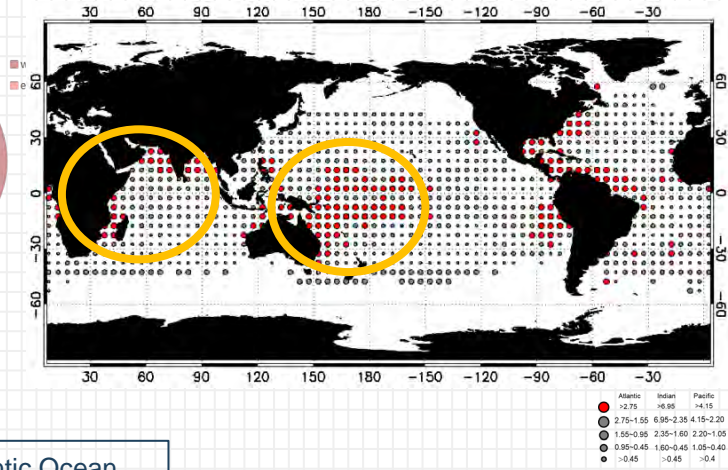 30 60 90 120 150 180 -150 -120 -90 -60 -30
w
e
60 60
30 30
0 0
-30 -30
-60 -60
30 60 90 120 150 180 -150 -120 -90 -60 -30
Atlantic Indian Pacific
>2.75 >6.95 >4.15
2.75~1.55 6.95~2.35 4.15~2.20
1.55~0.95 2.35~1.60 2.20~1.05
0.95~0.45 1.60~0.45 1.05~0.40
>0.45 >0.45 >0.4
ntic Ocean